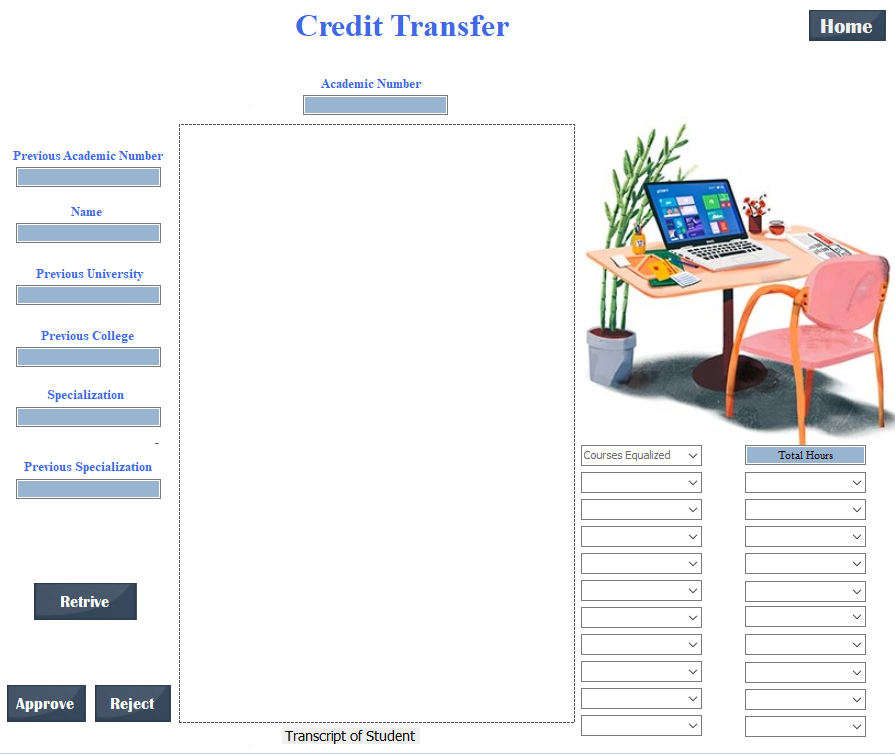 Credit Transfer
Home
Academic Number
Previous Academic Number
Name
Previous University
Previous College
Specialization
-
Previous Specialization
Courses Equalized
Total Hours
Retrive
Approve
Reject
Transcript of Student